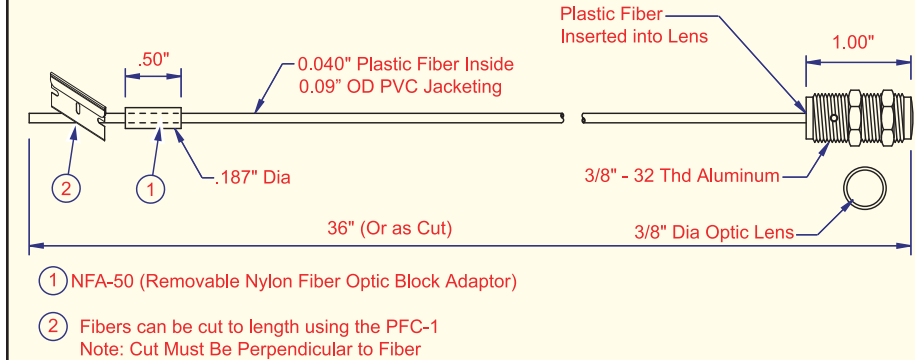 Plastic Fiber
Inserted into Lens
1.00"
.50"
0.040" Plastic Fiber Inside
0.09” OD PVC Jacketing
2
1
.187" Dia
3/8" - 32 Thd Aluminum
36" (Or as Cut)
3/8" Dia Optic Lens
1 NFA-50 (Removable Nylon Fiber Optic Block Adaptor)
2 Fibers can be cut to length using the PFC-1
Note: Cut Must Be Perpendicular to Fiber